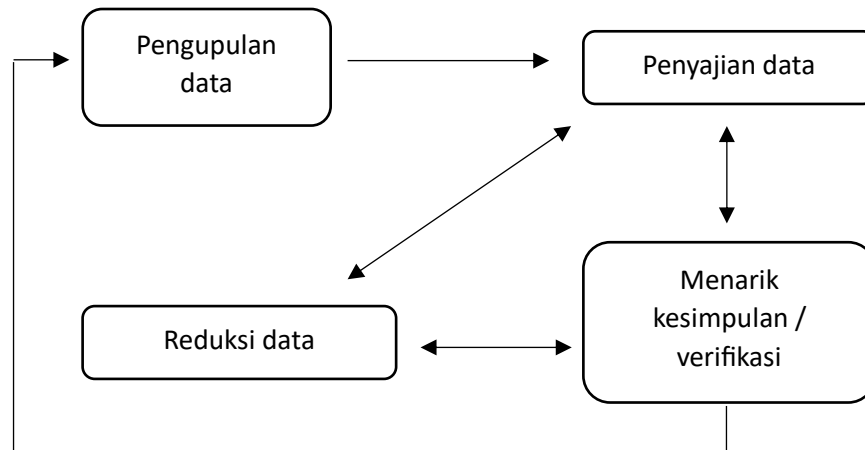 Pengupulan
data
Penyajian data
Reduksi data
Menarik
kesimpulan /
verifikasi